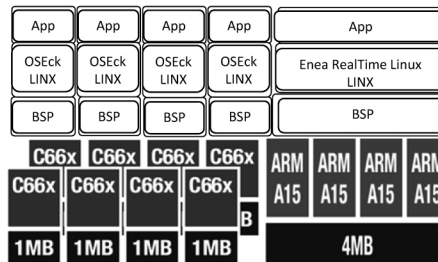 App App App App App
OSEck OSEck OSEck OSEck Enea RealTime Linux
LINX LINX LINX LINX LINX
BSP BSP BSP BSP BSP
C66x C66x C66x C66x
ARM ARM ARM ARM
A15 A15 A15 A15
C66x C66x C66x C66x
B
1MB 1MB 1MB 1MB
4MB